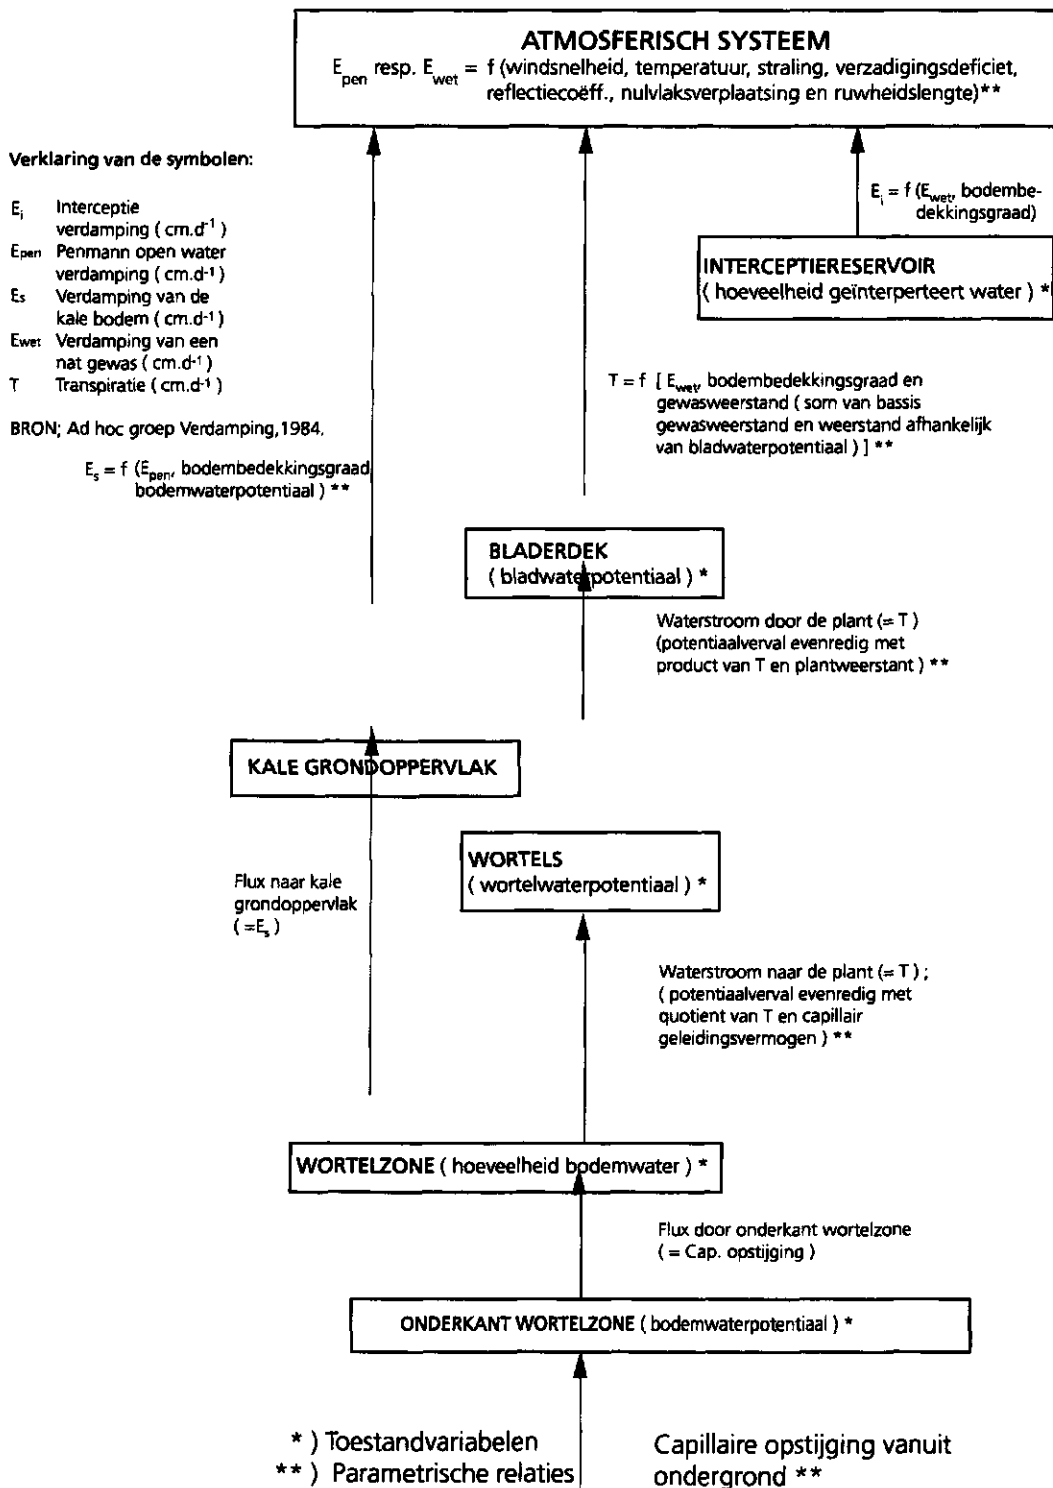 ATMOSFERISCH SYSTEEM
E_pen resp. E_wet = f (windsnelheid, temperatuur, straling, verzadigingsdeficiet,
reflectiecoëff., nulvlaksverplaatsing en ruwheidslengte)**
Verklaring van de symbolen:
E_i Interceptie
verdamping ( cm.d⁻¹ )
Epen Penmann open water
verdamping ( cm.d⁻¹ )
Es Verdamping van de
kale bodem ( cm.d⁻¹ )
Ewet Verdamping van een
nat gewas ( cm.d⁻¹ )
T Transpiratie ( cm.d⁻¹ )
BRON; Ad hoc groep Verdamping,1984.
E_i = f (E_wet, bodembe-
dekkingsgraad)
INTERCEPTIERESERVOIR
( hoeveelheid geïnterperteert water ) *
T = f [ E_wet, bodembedekkingsgraad en
gewasweerstand ( som van bassis
gewasweerstand en weerstand afhankelijk
van bladwaterpotentiaal ) ] **
E_s = f (E_pen, bodembedekkingsgraad
bodemwaterpotentiaal ) **
BLADERDEK
( bladwaterpotentiaal ) *
Waterstroom door de plant (= T )
(potentiaalverval evenredig met
product van T en plantweerstant ) **
KALE GRONDOPPERVLAK
WORTELS
( wortelwaterpotentiaal ) *
Flux naar kale
grondoppervlak
( =E_s )
Waterstroom naar de plant (= T ) ;
( potentiaalverval evenredig met
quotient van T en capillair
geleidingsvermogen ) **
WORTELZONE ( hoeveelheid bodemwater ) *
Flux door onderkant wortelzone
( = Cap. opstijging )
ONDERKANT WORTELZONE ( bodemwaterpotentiaal ) *
* ) Toestandvariabelen
** ) Parametrische relaties
Capillaire opstijging vanuit
ondergrond **